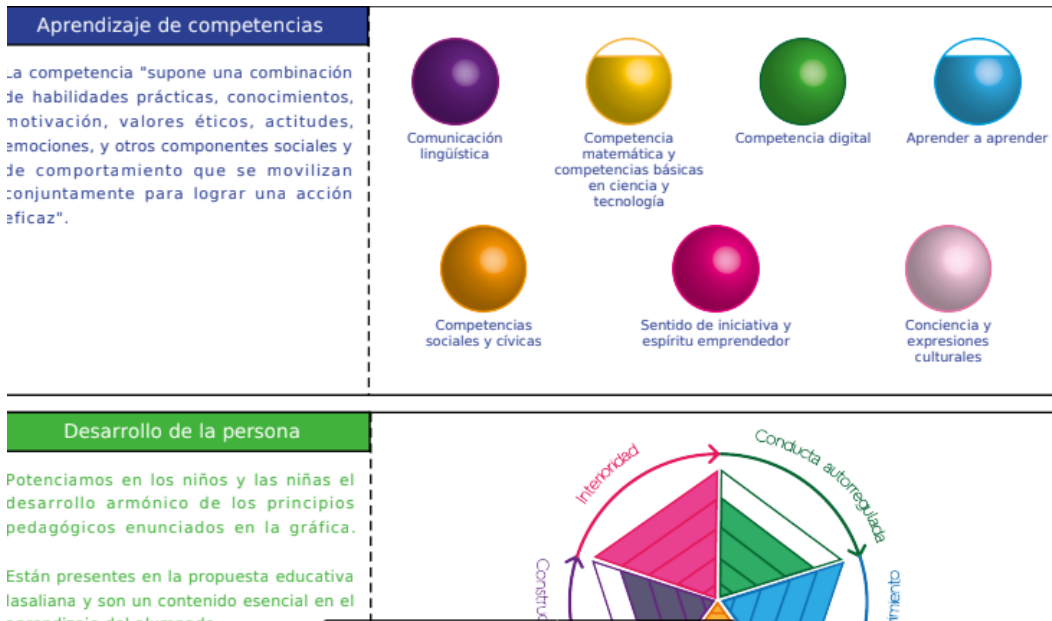 Aprendizaje de competencias
La competencia "supone una combinación
de habilidades prácticas, conocimientos,
motivación, valores éticos, actitudes,
emociones, y otros componentes sociales y
de comportamiento que se movilizan
conjuntamente para lograr una acción
eficaz".
Comunicación
lingüística
Competencia
matemática y
competencias básicas
en ciencia y
tecnología
Competencia digital
Aprender a aprender
Competencias
sociales y cívicas
Sentido de iniciativa y
espíritu emprendedor
Conciencia y
expresiones
culturales
Desarrollo de la persona
Potenciamos en los niños y las niñas el
desarrollo armónico de los principios
pedagógicos enunciados en la gráfica.
Están presentes en la propuesta educativa
lasaliana y son un contenido esencial en el
aprendizaje del alumnado
Interioridad
Conducta autorregulada